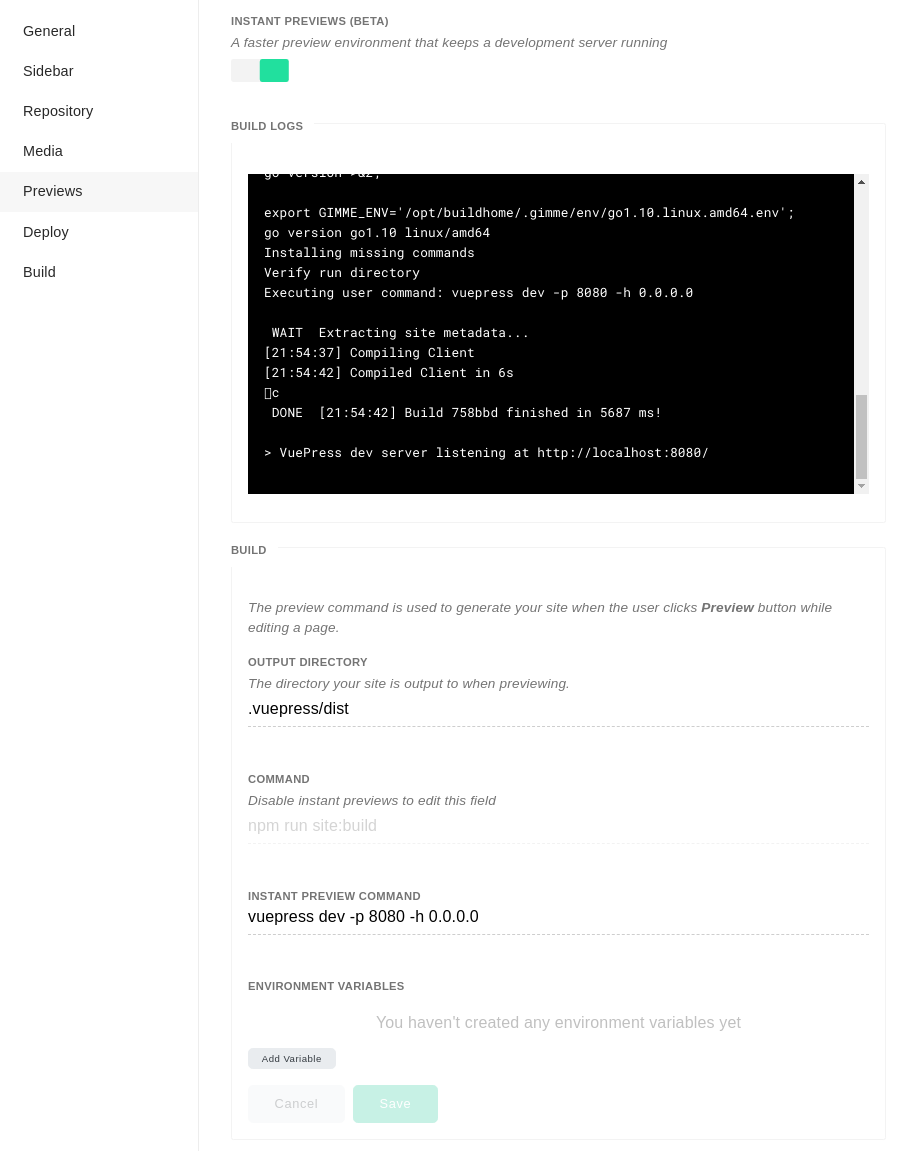 General
Sidebar
Repository
Media
Previews
Deploy
Build
INSTANT PREVIEWS (BETA)
A faster preview environment that keeps a development server running
BUILD LOGS
go version >&2;
export GIMME_ENV='/opt/buildhome/.gimme/env/go1.10.linux.amd64.env';
go version go1.10 linux/amd64
Installing missing commands
Verify run directory
Executing user command: vuepress dev -p 8080 -h 0.0.0.0
WAIT  Extracting site metadata...
[21:54:37] Compiling Client
[21:54:42] Compiled Client in 6s
c
DONE  [21:54:42] Build 758bbd finished in 5687 ms!
> VuePress dev server listening at http://localhost:8080/
BUILD
The preview command is used to generate your site when the user clicks Preview button while
editing a page.
OUTPUT DIRECTORY
The directory your site is output to when previewing.
.vuepress/dist
COMMAND
Disable instant previews to edit this field
npm run site:build
INSTANT PREVIEW COMMAND
vuepress dev -p 8080 -h 0.0.0.0
ENVIRONMENT VARIABLES
You haven't created any environment variables yet
Add Variable
Cancel
Save